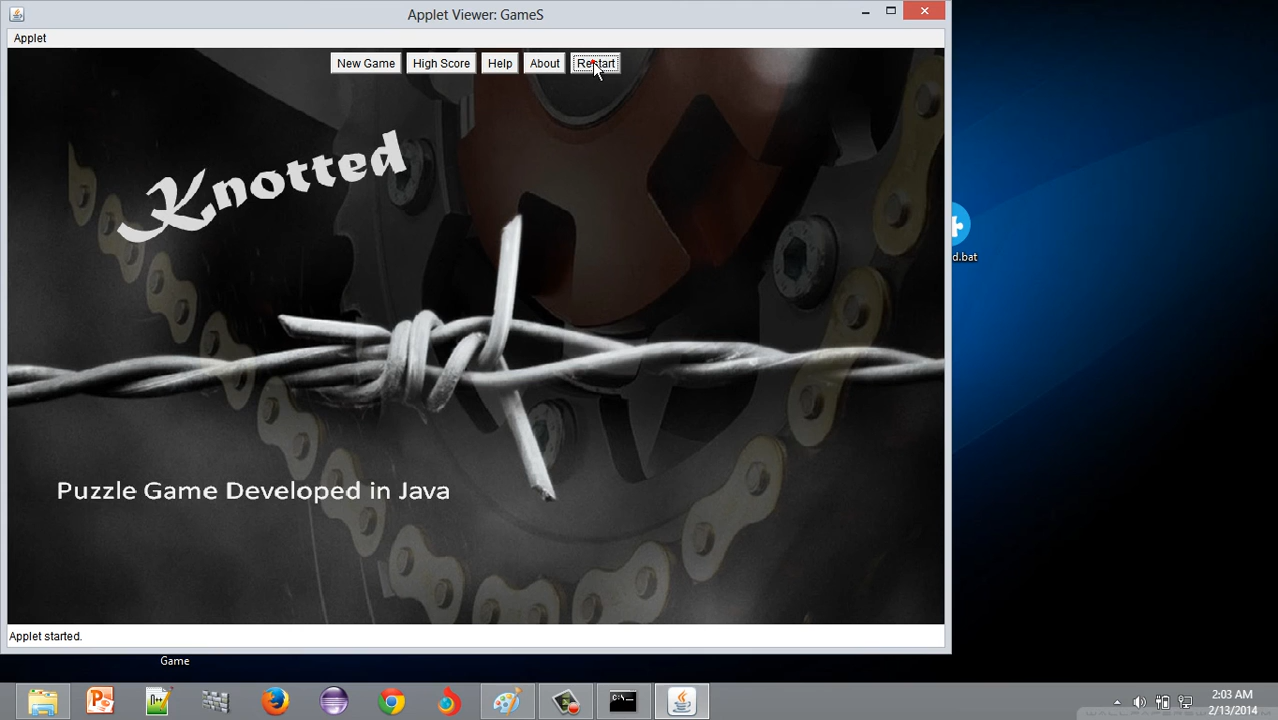 Applet Viewer: GameS
Applet
New Game High Score Help About Restart
Knotted
d.bat
Puzzle Game Developed in Java
Applet started.
Game
2:03 AM
2/13/2014